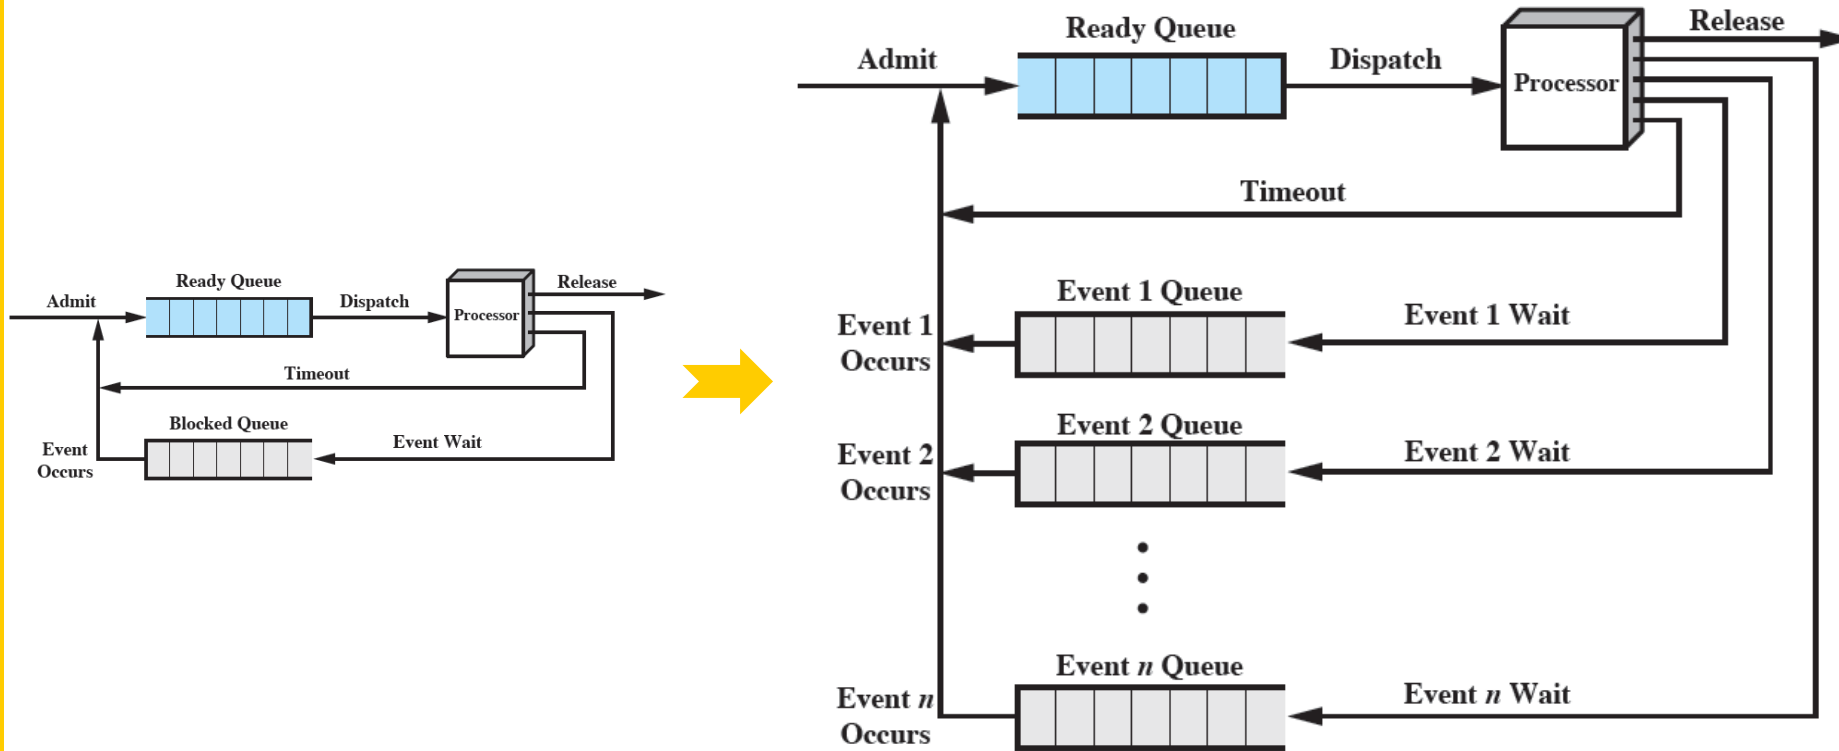 Admit
Ready Queue
Dispatch
Processor
Release
Timeout
Blocked Queue
Event Wait
Event
Occurs
Admit
Ready Queue
Dispatch
Processor
Release
Timeout
Event 1 Queue
Event 1
Occurs
Event 1 Wait
Event 2 Queue
Event 2
Occurs
Event 2 Wait
Event n Queue
Event n
Occurs
Event n Wait